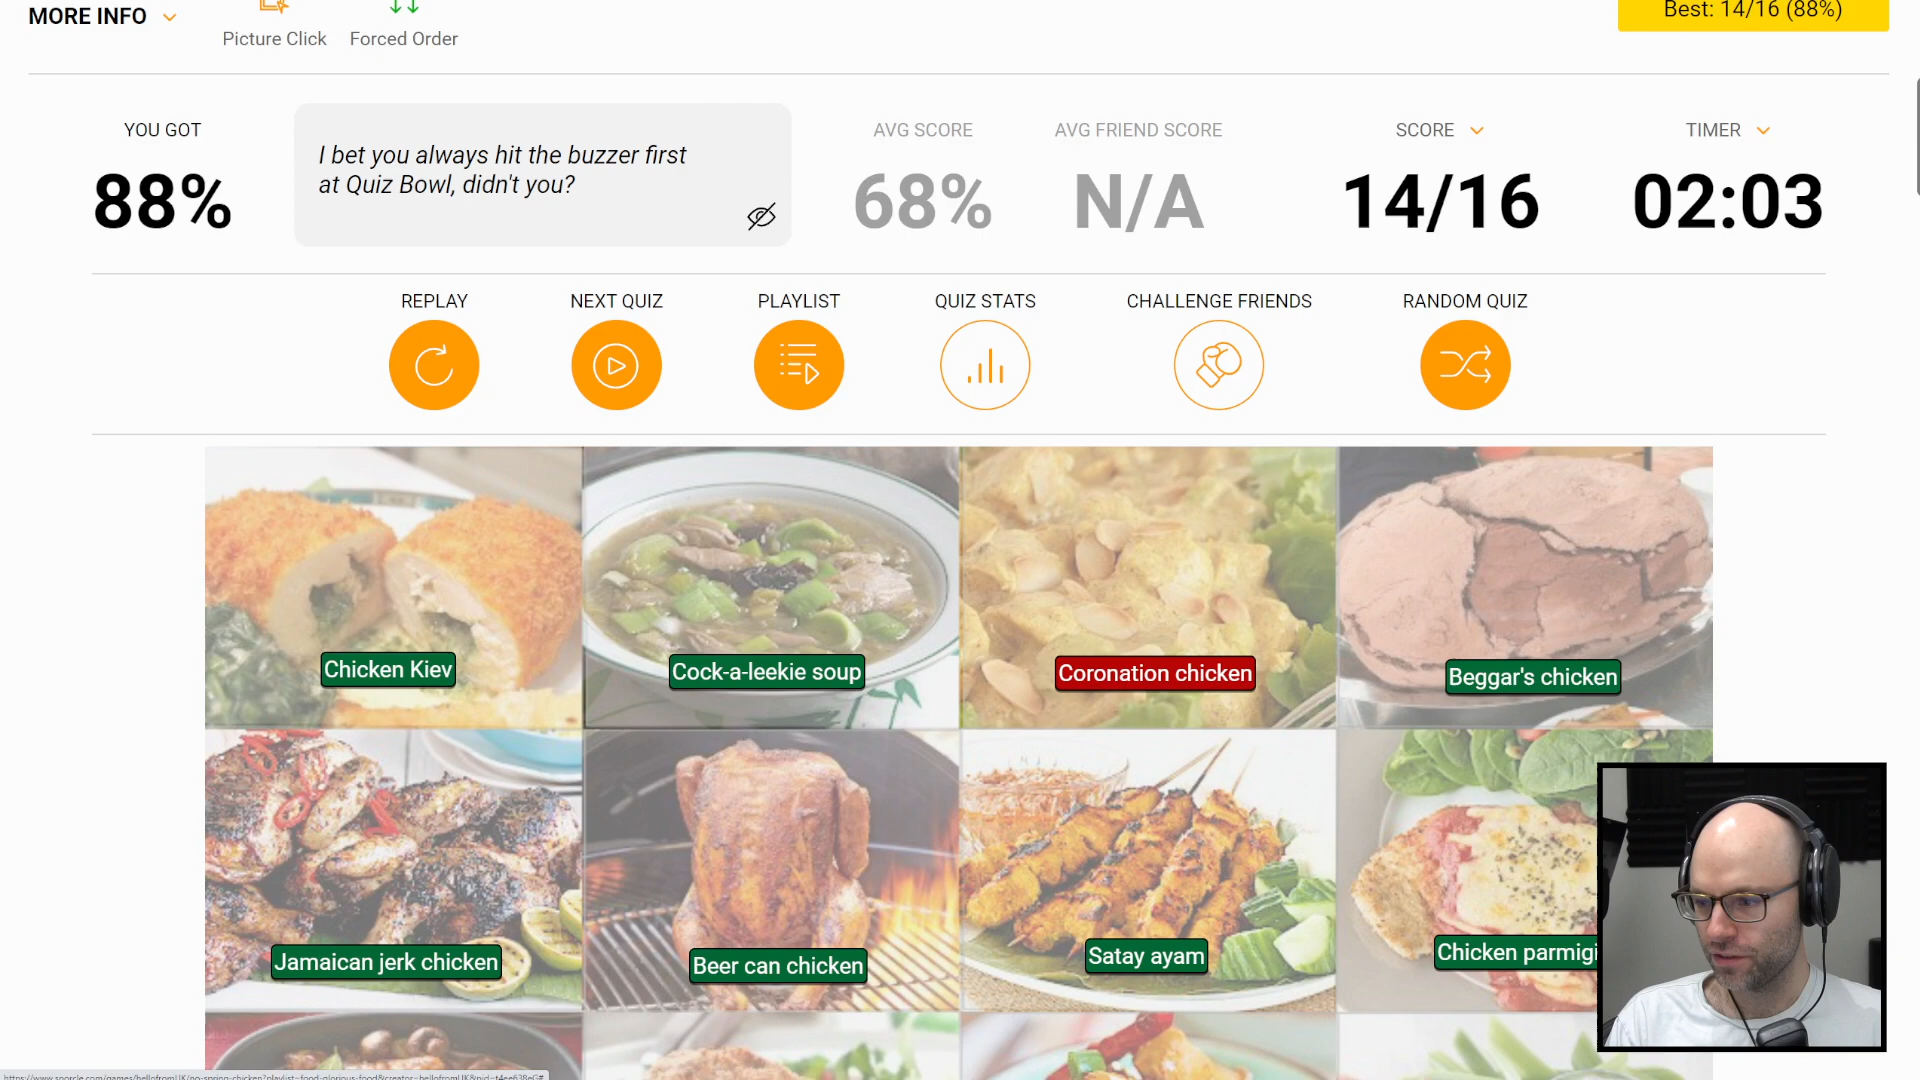 MORE INFO
Picture Click
Forced Order
Best: 14/16 (88%)
YOU GOT
88%
I bet you always hit the buzzer first
at Quiz Bowl, didn't you?
AVG SCORE
68%
AVG FRIEND SCORE
N/A
SCORE
14/16
TIMER
02:03
REPLAY
NEXT QUIZ
PLAYLIST
QUIZ STATS
CHALLENGE FRIENDS
RANDOM QUIZ
Chicken Kiev
Cock-a-leekie soup
Coronation chicken
Beggar's chicken
Jamaican jerk chicken
Beer can chicken
Satay ayam
Chicken parmigi